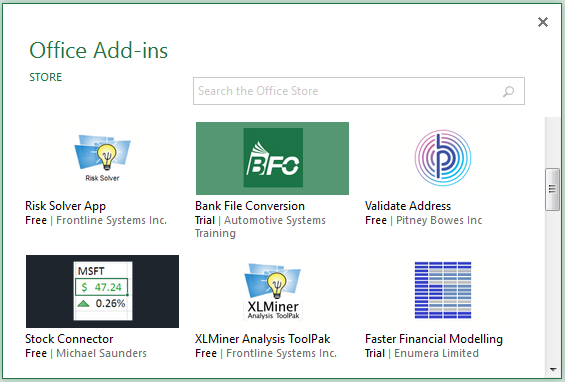 Office Add-ins
STORE
Search the Office Store
Risk Solver
BFC
Risk Solver App
Free | Frontline Systems Inc.
Bank File Conversion
Trial | Automotive Systems
Training
Validate Address
Free | Pitney Bowes Inc
MSFT
$ 47.24
0.26%
XLMiner
Analysis ToolPak
Stock Connector
Free | Michael Saunders
XLMiner Analysis ToolPak
Free | Frontline Systems Inc.
Faster Financial Modelling
Trial | Enumera Limited